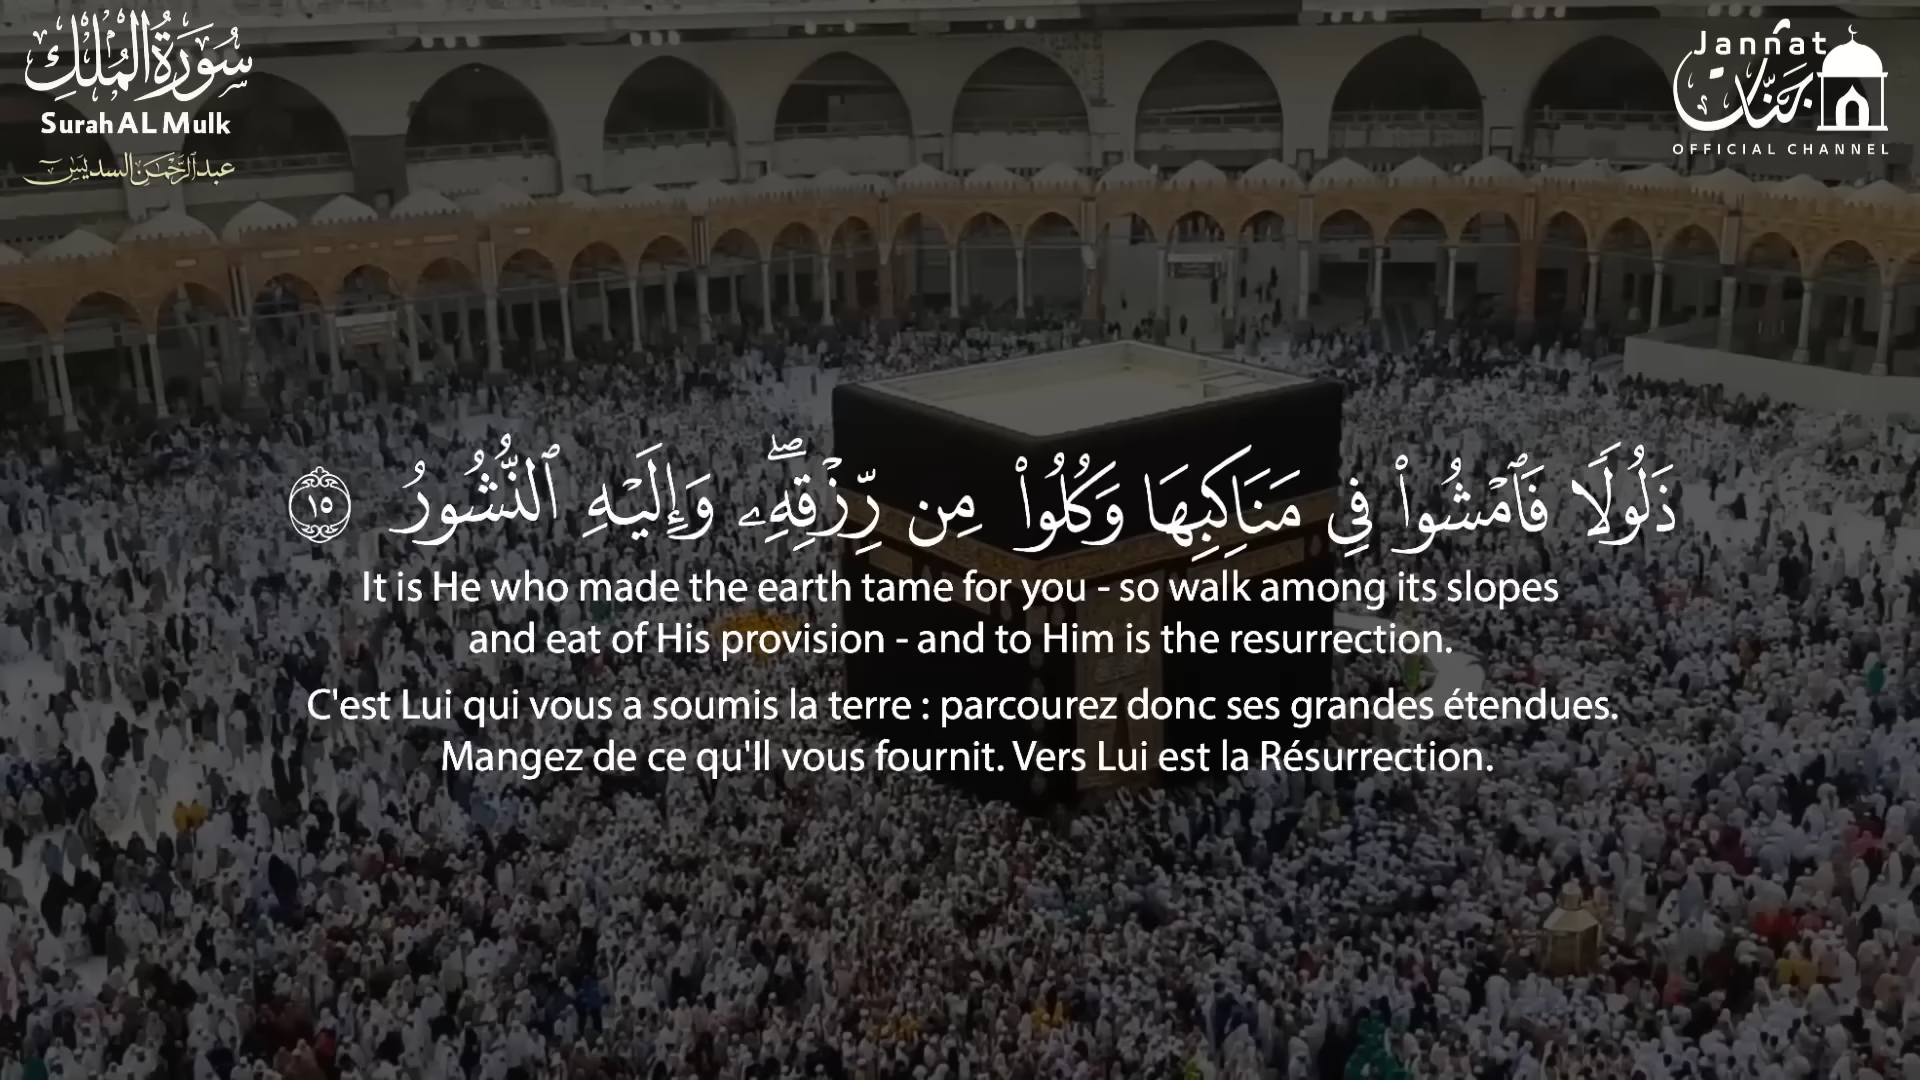 سُورَةُ المُلْكِ
Surah AL Mulk
عبد الرحمن السديس
Jannat
جنات
OFFICIAL CHANNEL
ذَلُولًا فَٱمۡشُواْ فِي مَنَاكِبِهَا وَكُلُواْ مِن رِّزۡقِهِۦۖ وَإِلَيۡهِ ٱلنُّشُورُ ١٥
It is He who made the earth tame for you - so walk among its slopes
and eat of His provision - and to Him is the resurrection.
C'est Lui qui vous a soumis la terre : parcourez donc ses grandes étendues.
Mangez de ce qu'Il vous fournit. Vers Lui est la Résurrection.